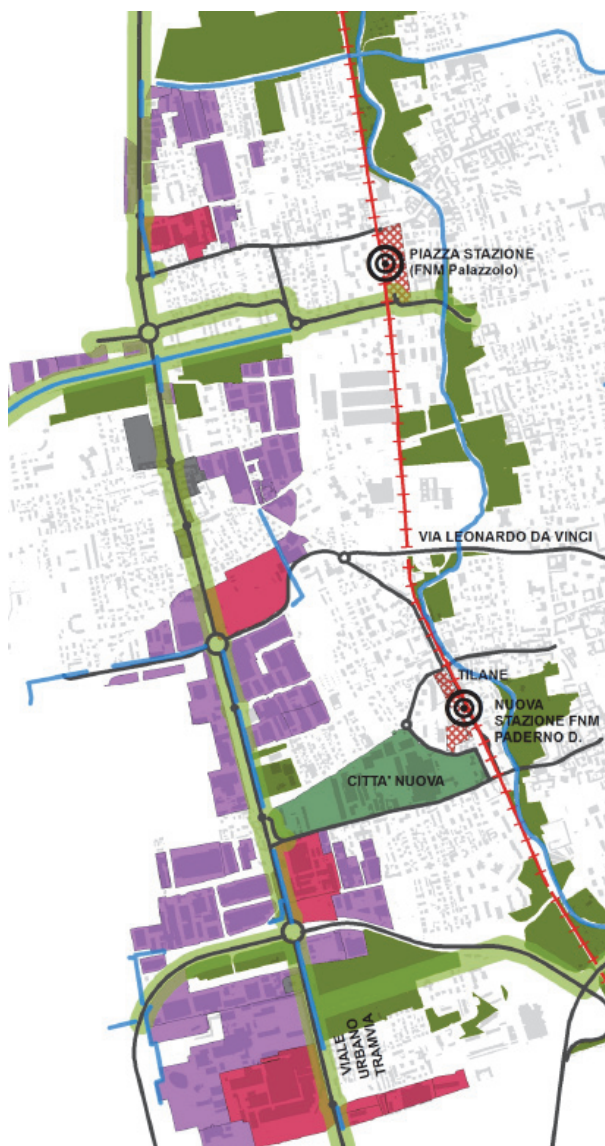 PIAZZA STAZIONE
(FNM Palazzolo)
VIA LEONARDO DA VINCI
TILANE
NUOVA
STAZIONE FNM
PADERNO D.
CITTA' NUOVA
VIALE
URBANO
TRAMVIA